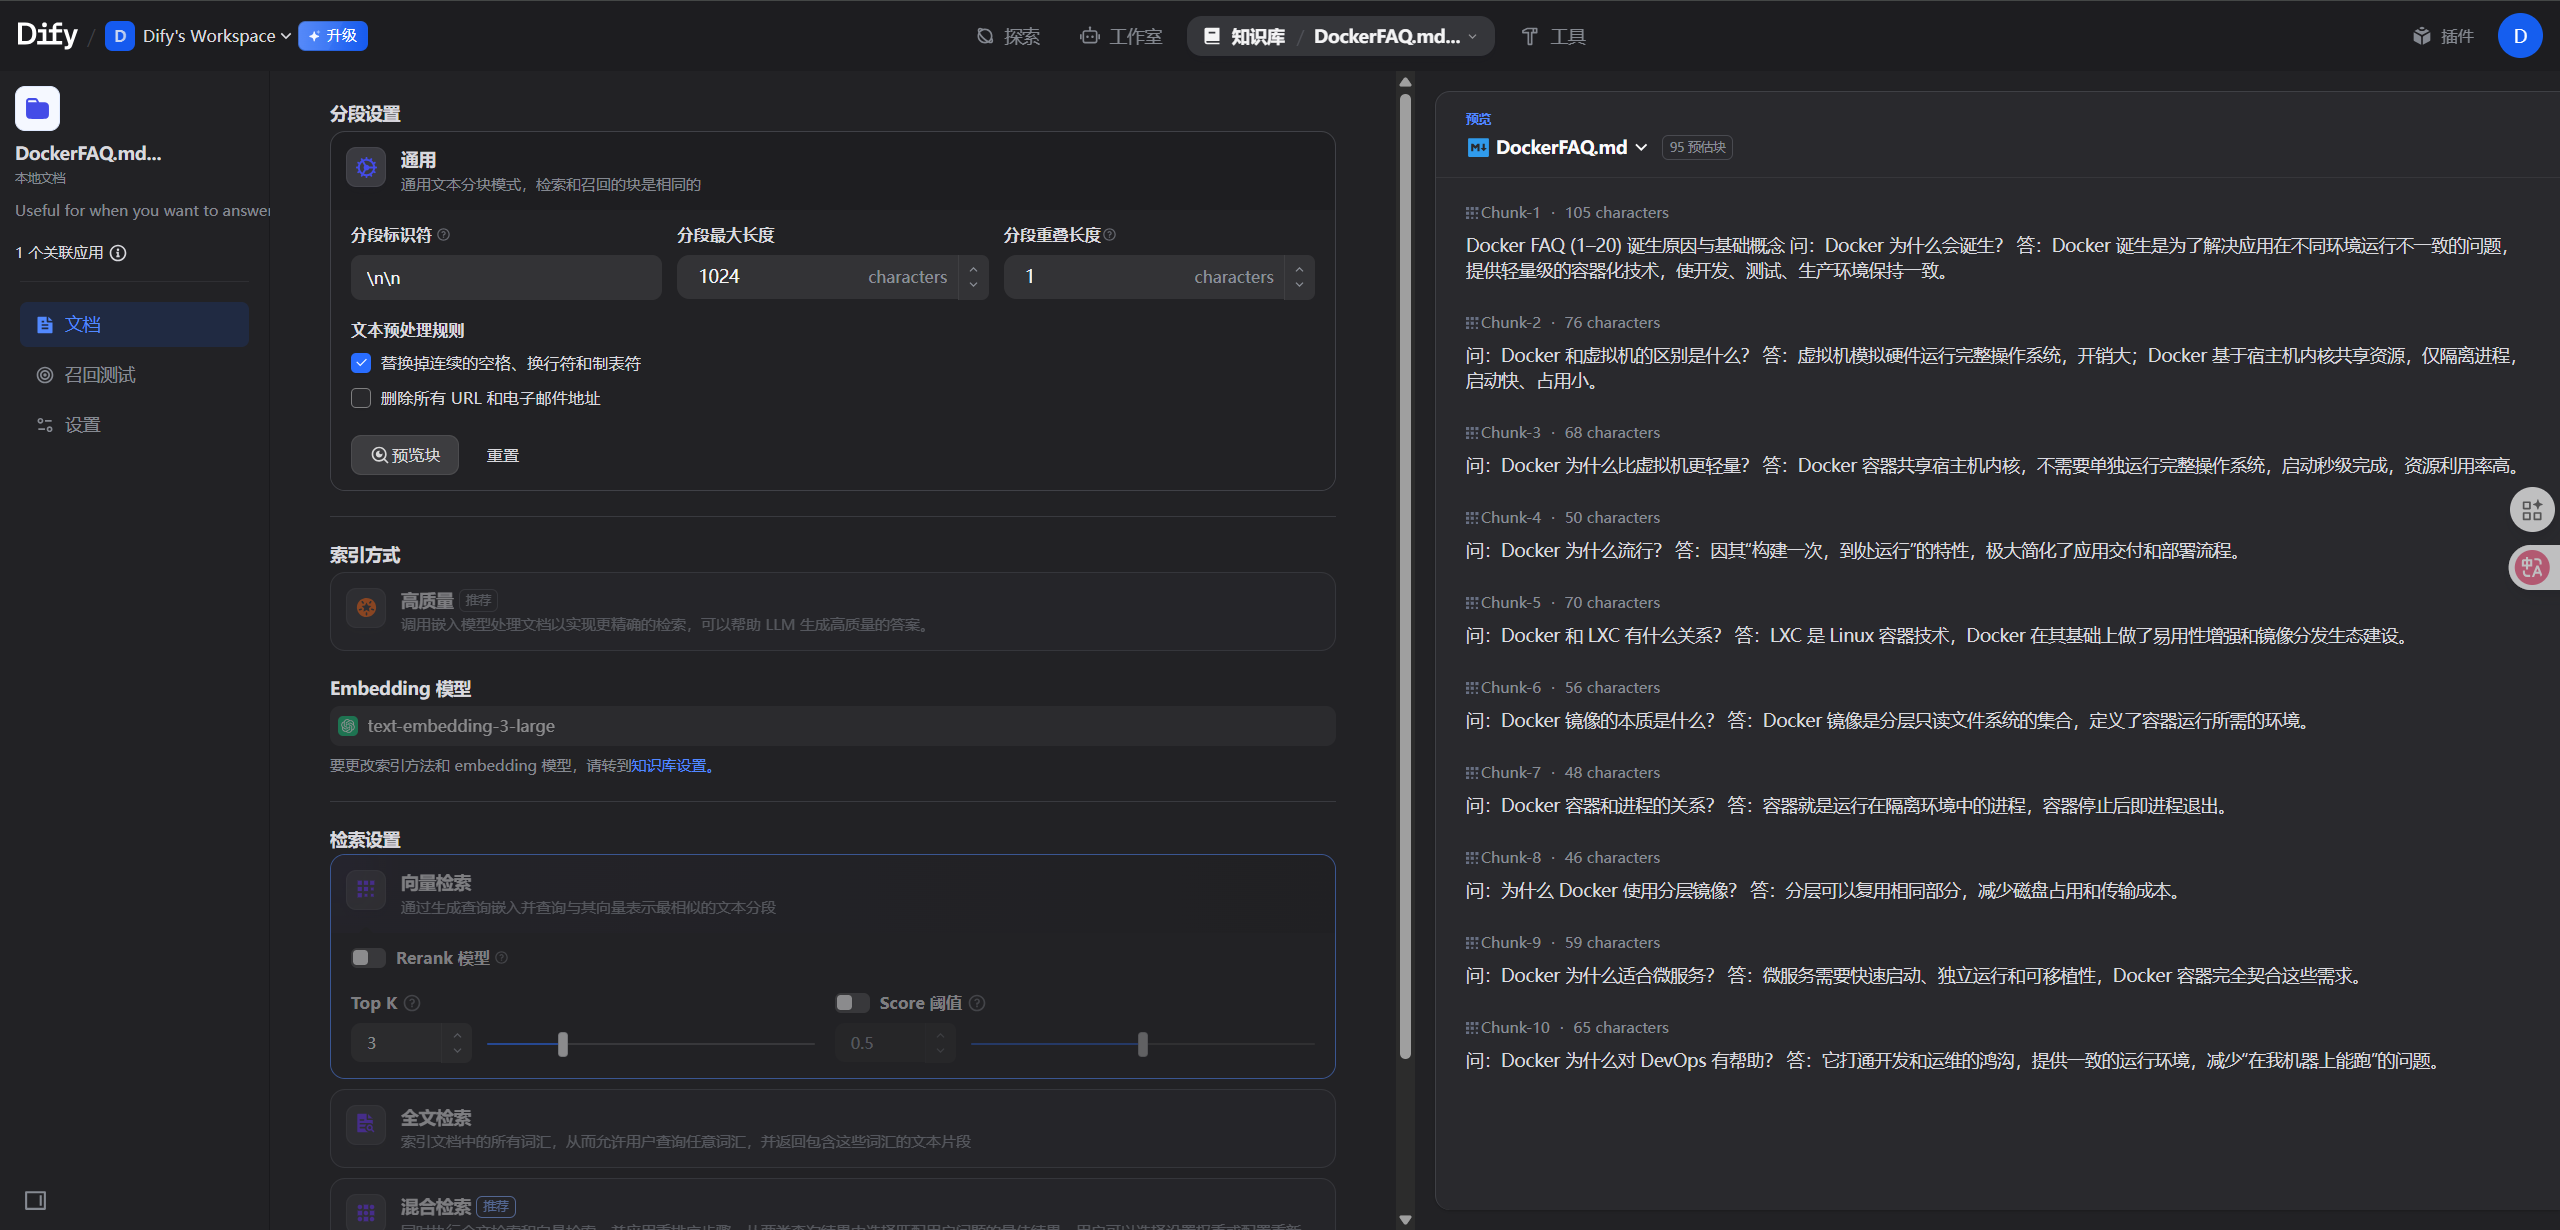 Dify / D Dify's Workspace 升级
探索 工作室 知识库 / DockerFAQ.md... 工具
插件 D
DockerFAQ.md...
本地文档
Useful for when you want to answer
1 个关联应用
文档
召回测试
设置
分段设置
通用
通用文本分块模式，检索和召回的块是相同的
分段标识符 分段最大长度 分段重叠长度
\n\n 1024 characters 1 characters
文本预处理规则
替换掉连续的空格、换行符和制表符
删除所有 URL 和电子邮件地址
预览块 重置
索引方式
高质量 推荐
调用嵌入模型处理文档以实现更精确的检索，可以帮助 LLM 生成高质量的答案。
Embedding 模型
text-embedding-3-large
要更改索引方法和 embedding 模型，请转到知识库设置。
检索设置
向量检索
通过生成查询嵌入并查询与其向量表示最相似的文本分段
Rerank 模型
Top K Score 阈值
3 0.5
全文检索
索引文档中的所有词汇，从而允许用户查询任意词汇，并返回包含这些词汇的文本片段
混合检索 推荐
预览
DockerFAQ.md 95 预估块
Chunk-1 · 105 characters
Docker FAQ (1–20) 诞生原因与基础概念 问：Docker 为什么会诞生？ 答：Docker 诞生是为了解决应用在不同环境运行不一致的问题，
提供轻量级的容器化技术，使开发、测试、生产环境保持一致。
Chunk-2 · 76 characters
问：Docker 和虚拟机的区别是什么？ 答：虚拟机模拟硬件运行完整操作系统，开销大；Docker 基于宿主机内核共享资源，仅隔离进程，
启动快、占用小。
Chunk-3 · 68 characters
问：Docker 为什么比虚拟机更轻量？ 答：Docker 容器共享宿主机内核，不需要单独运行完整操作系统，启动秒级完成，资源利用率高。
Chunk-4 · 50 characters
问：Docker 为什么流行？ 答：因其“构建一次，到处运行”的特性，极大简化了应用交付和部署流程。
Chunk-5 · 70 characters
问：Docker 和 LXC 有什么关系？ 答：LXC 是 Linux 容器技术，Docker 在其基础上做了易用性增强和镜像分发生态建设。
Chunk-6 · 56 characters
问：Docker 镜像的本质是什么？ 答：Docker 镜像是分层只读文件系统的集合，定义了容器运行所需的环境。
Chunk-7 · 48 characters
问：Docker 容器和进程的关系？ 答：容器就是运行在隔离环境中的进程，容器停止后即进程退出。
Chunk-8 · 46 characters
问：为什么 Docker 使用分层镜像？ 答：分层可以复用相同部分，减少磁盘占用和传输成本。
Chunk-9 · 59 characters
问：Docker 为什么适合微服务？ 答：微服务需要快速启动、独立运行和可移植性，Docker 容器完全契合这些需求。
Chunk-10 · 65 characters
问：Docker 为什么对 DevOps 有帮助？ 答：它打通开发和运维的鸿沟，提供一致的运行环境，减少“在我机器上能跑”的问题。